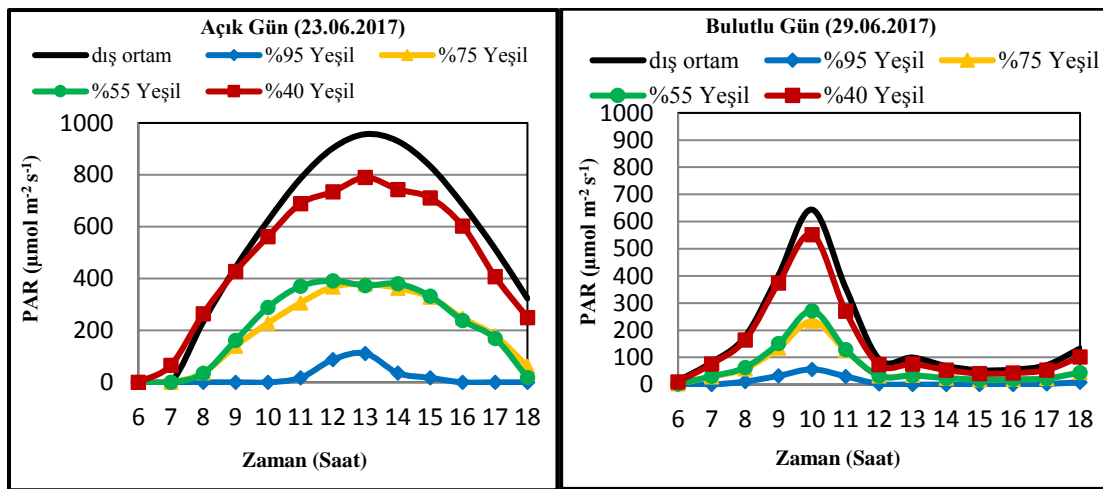 Açık Gün (23.06.2017)
dış ortam %95 Yeşil %75 Yeşil
%55 Yeşil %40 Yeşil
1000
800
600
400
200
0
PAR (µmol m⁻² s⁻¹)
6 7 8 9 10 11 12 13 14 15 16 17 18
Zaman (Saat)
Bulutlu Gün (29.06.2017)
dış ortam %95 Yeşil %75 Yeşil
%55 Yeşil %40 Yeşil
1000
900
800
700
600
500
400
300
200
100
0
PAR (µmol m⁻² s⁻¹)
6 7 8 9 10 11 12 13 14 15 16 17 18
Zaman (Saat)